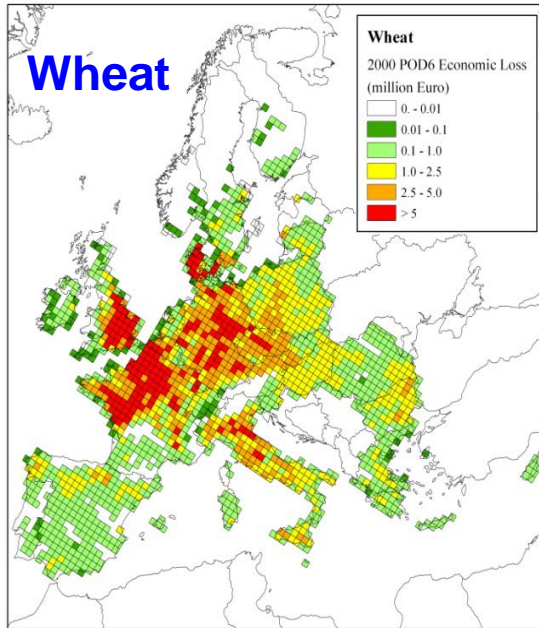 Wheat
Wheat
2000 POD6 Economic Loss
(million Euro)
0. - 0.01
0.01 - 0.1
0.1 - 1.0
1.0 - 2.5
2.5 - 5.0
> 5